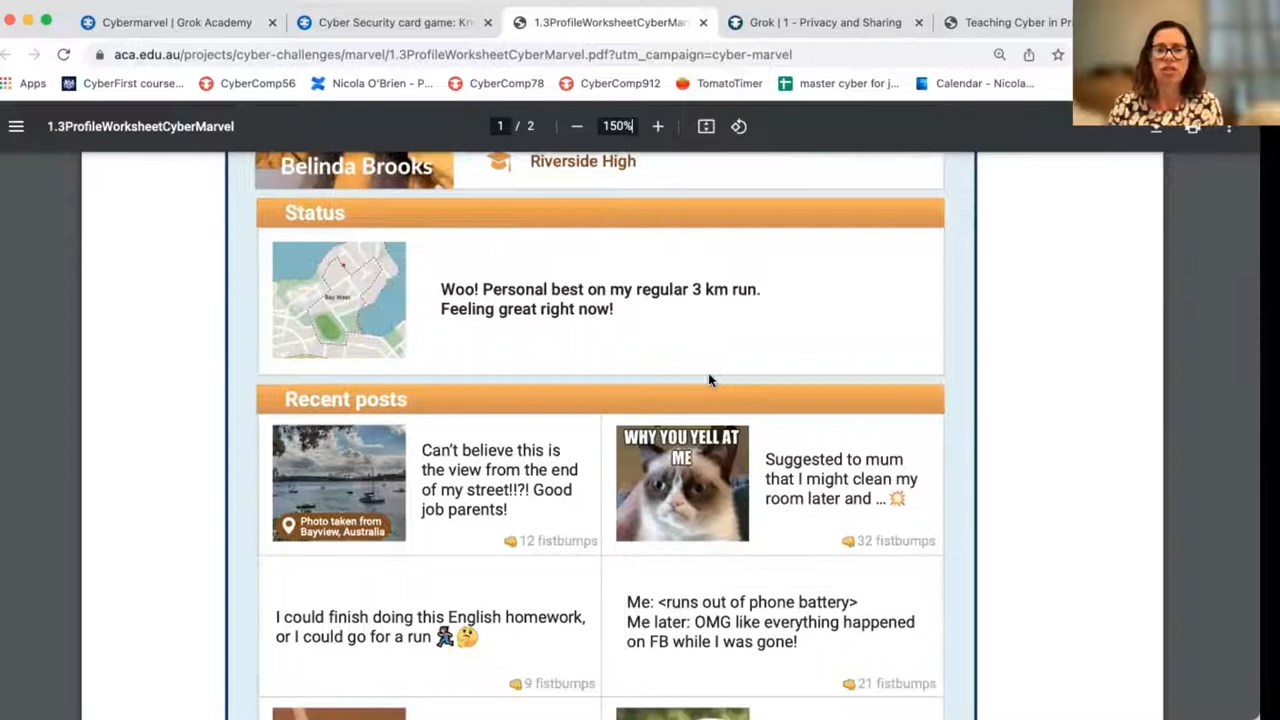 Cybermarvel | Grok Academy
Cyber Security card game: Kn
1.3ProfileWorksheetCyberMar
Grok | 1 - Privacy and Sharing
Teaching Cyber in Pr
aca.edu.au/projects/cyber-challenges/marvel/1.3ProfileWorksheetCyberMarvel.pdf?utm_campaign=cyber-marvel
Apps
CyberFirst course...
CyberComp56
Nicola O'Brien - P...
CyberComp78
CyberComp912
TomatoTimer
master cyber for j...
Calendar - Nicola...
1.3ProfileWorksheetCyberMarvel
1 / 2
150%
Belinda Brooks
Riverside High
Status
Bay West
Woo! Personal best on my regular 3 km run.
Feeling great right now!
Recent posts
Photo taken from
Bayview, Australia
Can't believe this is
the view from the end
of my street!!?! Good
job parents!
12 fistbumps
WHY YOU YELL AT
ME
Suggested to mum
that I might clean my
room later and ... 💥
32 fistbumps
I could finish doing this English homework,
or I could go for a run 🏃🤔
9 fistbumps
Me: <runs out of phone battery>
Me later: OMG like everything happened
on FB while I was gone!
21 fistbumps